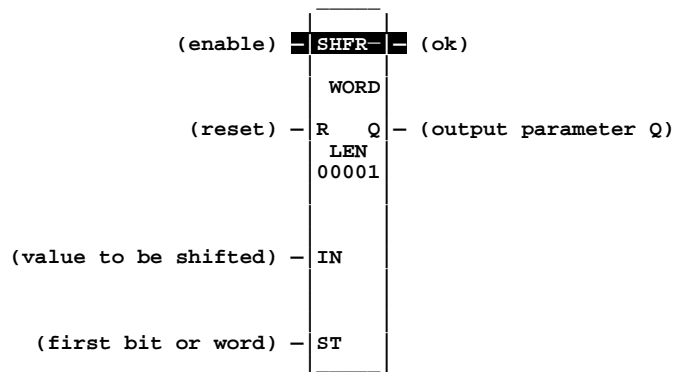 (enable) SHFR (ok)
WORD
(reset) R Q (output parameter Q)
LEN
00001
(value to be shifted) IN
(first bit or word) ST